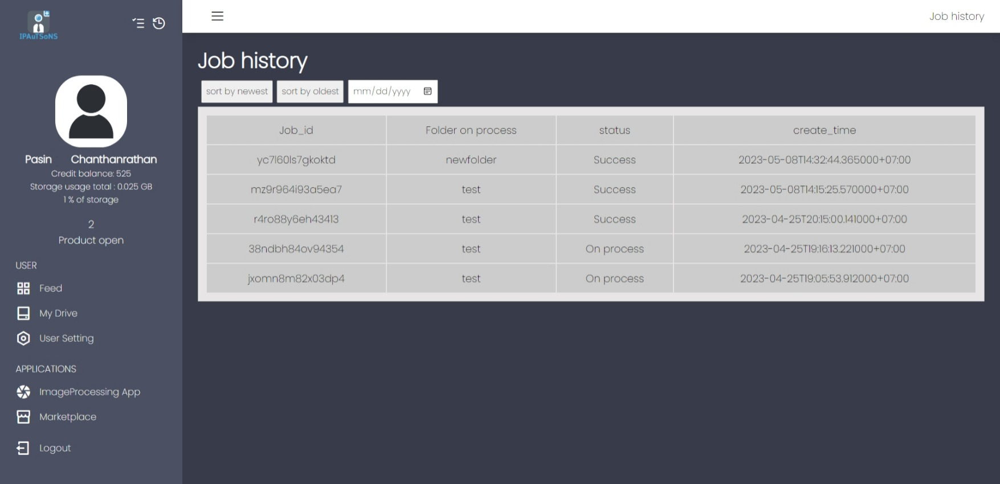 IPAuTSoNS
Pasin Chanthanrathan
Credit balance: 525
Storage usage total : 0.025 GB
1 % of storage
2
Product open
USER
Feed
My Drive
User Setting
APPLICATIONS
ImageProcessing App
Marketplace
Logout
Job history
Job history
sort by newest sort by oldest mm/dd/yyyy
Job_id Folder on process status create_time
yc7l60ls7gkoktd newfolder Success 2023-05-08T14:32:44.365000+07:00
mz9r964i93a5ea7 test Success 2023-05-08T14:15:25.570000+07:00
r4ro88y6eh43413 test Success 2023-04-25T20:15:00.141000+07:00
38ndbh84ov94354 test On process 2023-04-25T19:16:13.221000+07:00
jxomn8m82x03dp4 test On process 2023-04-25T19:05:53.912000+07:00